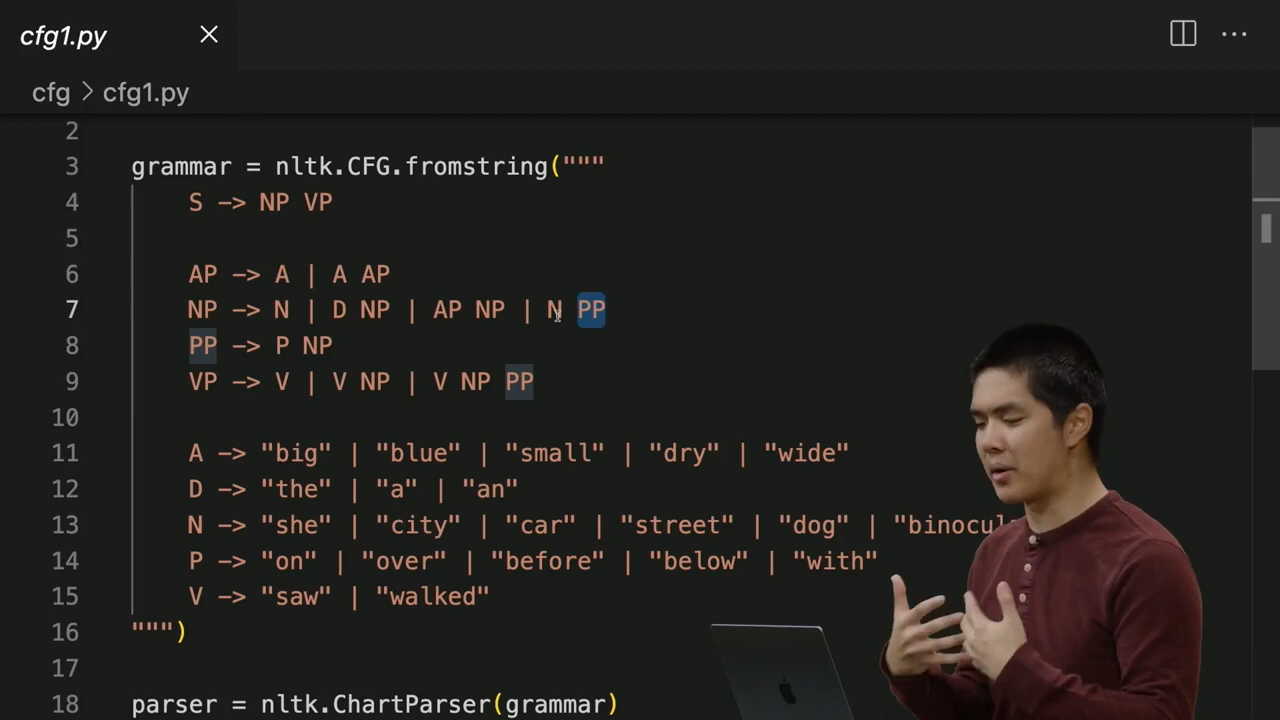 cfg1.py
cfg > cfg1.py
2
3 grammar = nltk.CFG.fromstring("""
4 S -> NP VP
5
6 AP -> A | A AP
7 NP -> N | D NP | AP NP | N PP
8 PP -> P NP
9 VP -> V | V NP | V NP PP
10
11 A -> "big" | "blue" | "small" | "dry" | "wide"
12 D -> "the" | "a" | "an"
13 N -> "she" | "city" | "car" | "street" | "dog" | "binocul
14 P -> "on" | "over" | "before" | "below" | "with"
15 V -> "saw" | "walked"
16 """)
17
18 parser = nltk.ChartParser(grammar)